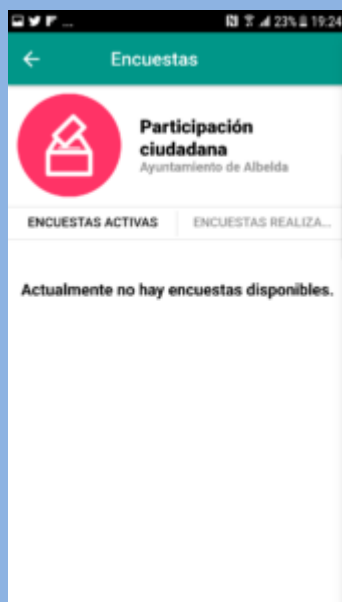 23% 19:24
Encuestas
Participación
ciudadana
Ayuntamiento de Albelda
ENCUESTAS ACTIVAS ENCUESTAS REALIZA...
Actualmente no hay encuestas disponibles.